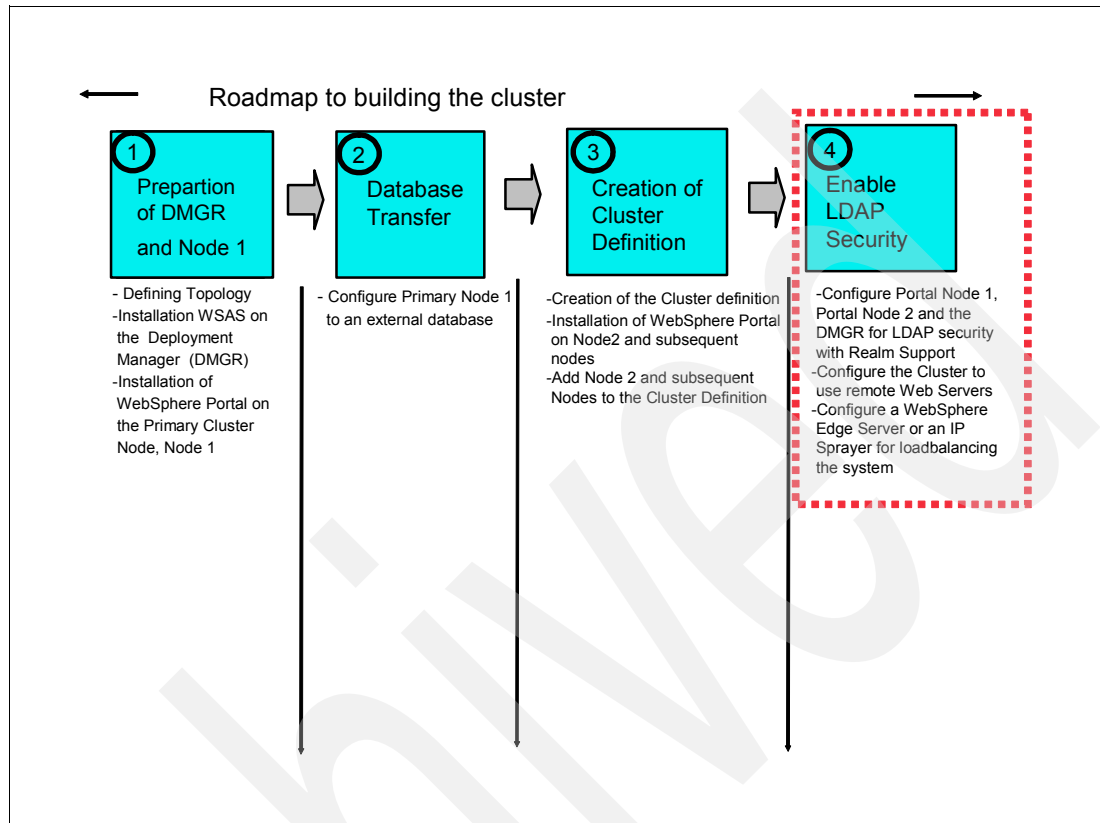 Roadmap to building the cluster
1
Prepartion
of DMGR
and Node 1
- Defining Topology
-Installation WSAS on
the Deployment
Manager (DMGR)
-Installation of
WebSphere Portal on
the Primary Cluster
Node, Node 1
2
Database
Transfer
- Configure Primary Node 1
to an external database
3
Creation of
Cluster
Definition
-Creation of the Cluster definition
-Installation of WebSphere Portal
on Node2 and subsequent
nodes
-Add Node 2 and subsequent
Nodes to the Cluster Definition
4
Enable
LDAP
Security
-Configure Portal Node 1,
Portal Node 2 and the
DMGR for LDAP security
with Realm Support
-Configure the Cluster to
use remote Web Servers
-Configure a WebSphere
Edge Server or an IP
Sprayer for loadbalancing
the system
hived